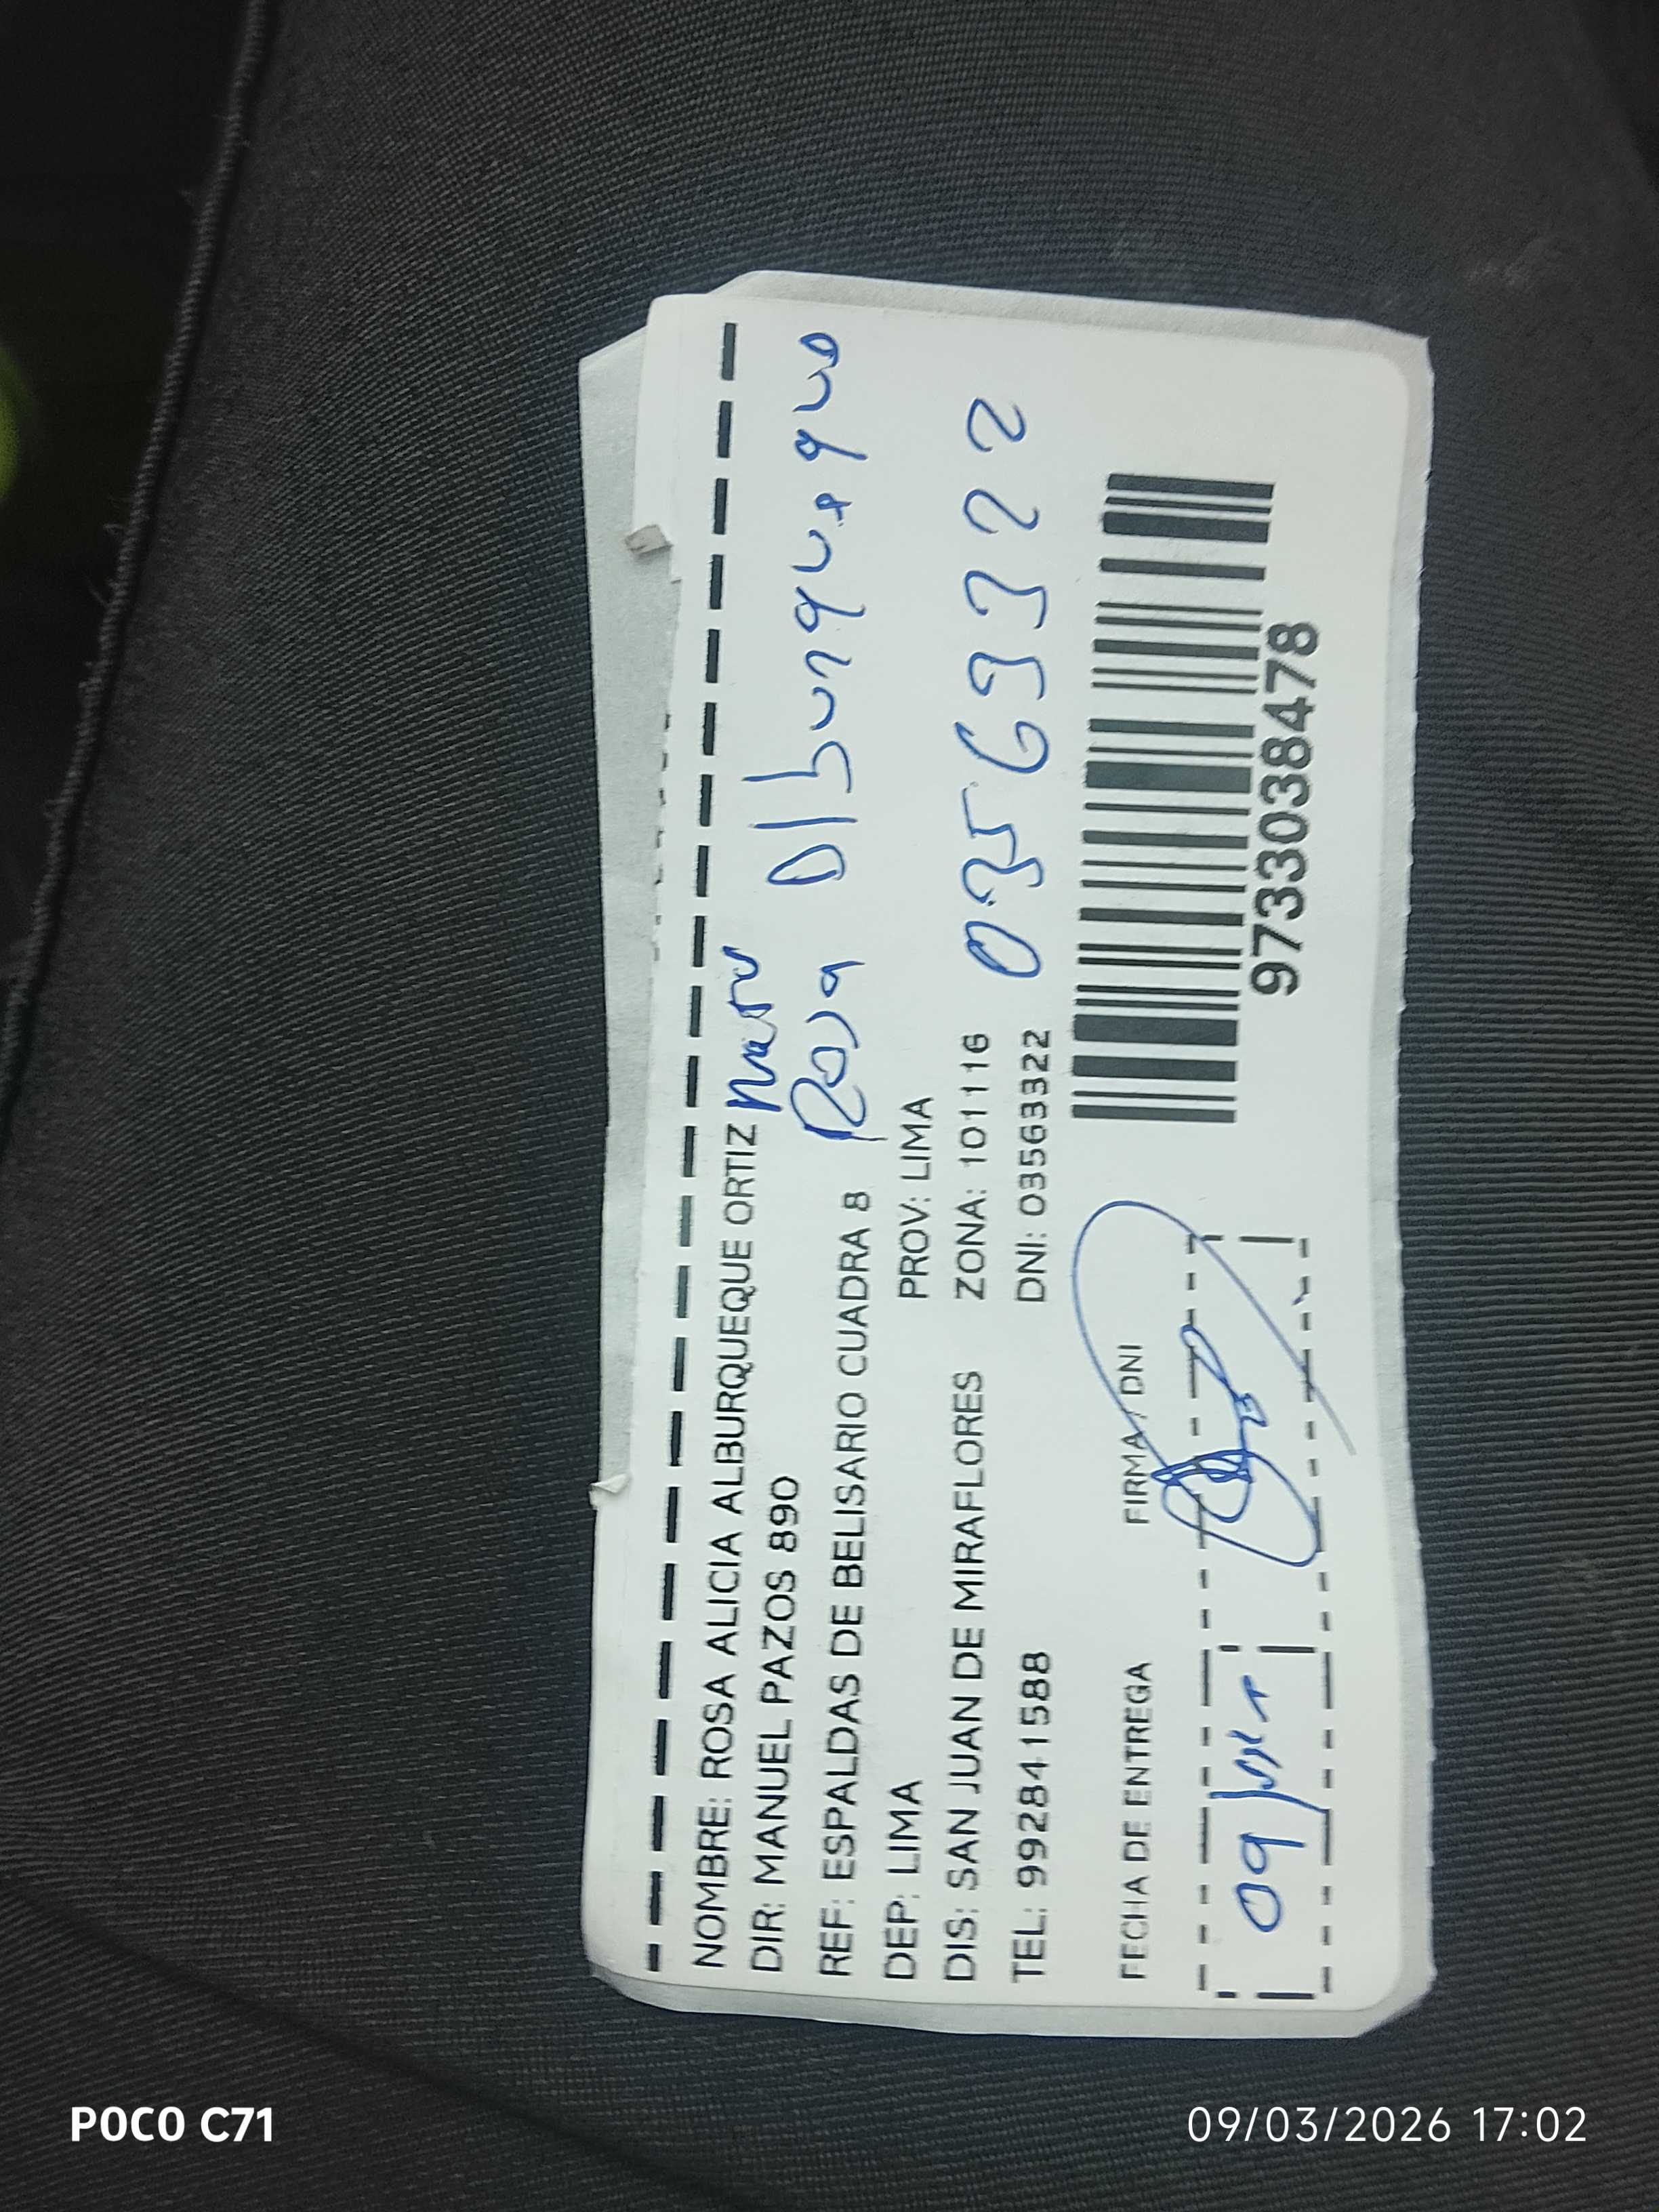 NOMBRE: ROSA ALICIA ALBURQUEQUE ORTIZ
DIR: MANUEL PAZOS 890
Rosa Alburqueque
REF: ESPALDAS DE BELISARIO CUADRA 8
DEP: LIMA PROV: LIMA
DIS: SAN JUAN DE MIRAFLORES ZONA: 101116
TEL: 992841588 DNI: 03563322
03563322
FECHA DE ENTREGA FIRMA / DNI
09
9733038478
POCO C71
09/03/2026 17:02